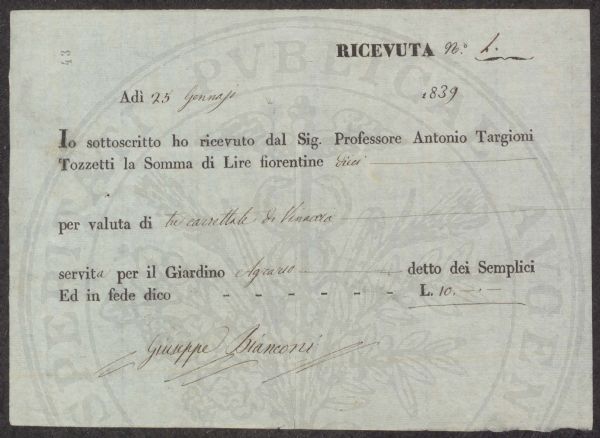 43
RICEVUTA N.º 2.
Adì 25 Gennajo 1839
Io sottoscritto ho ricevuto dal Sig. Professore Antonio Targioni
Tozzetti la Somma di Lire fiorentine dieci
per valuta di tre carrettate di Vinaccia
servita per il Giardino Agrario detto dei Semplici
Ed in fede dico - - - - - - L. 10. - . -
Giuseppe Bianconi